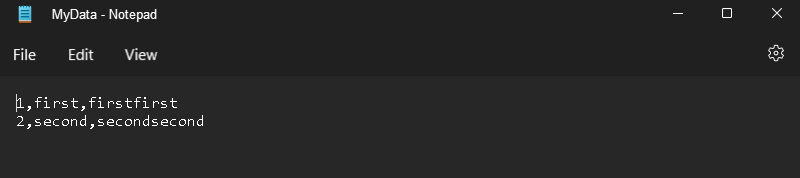 MyData - Notepad
File Edit View
1,first,firstfirst
2,second,secondsecond